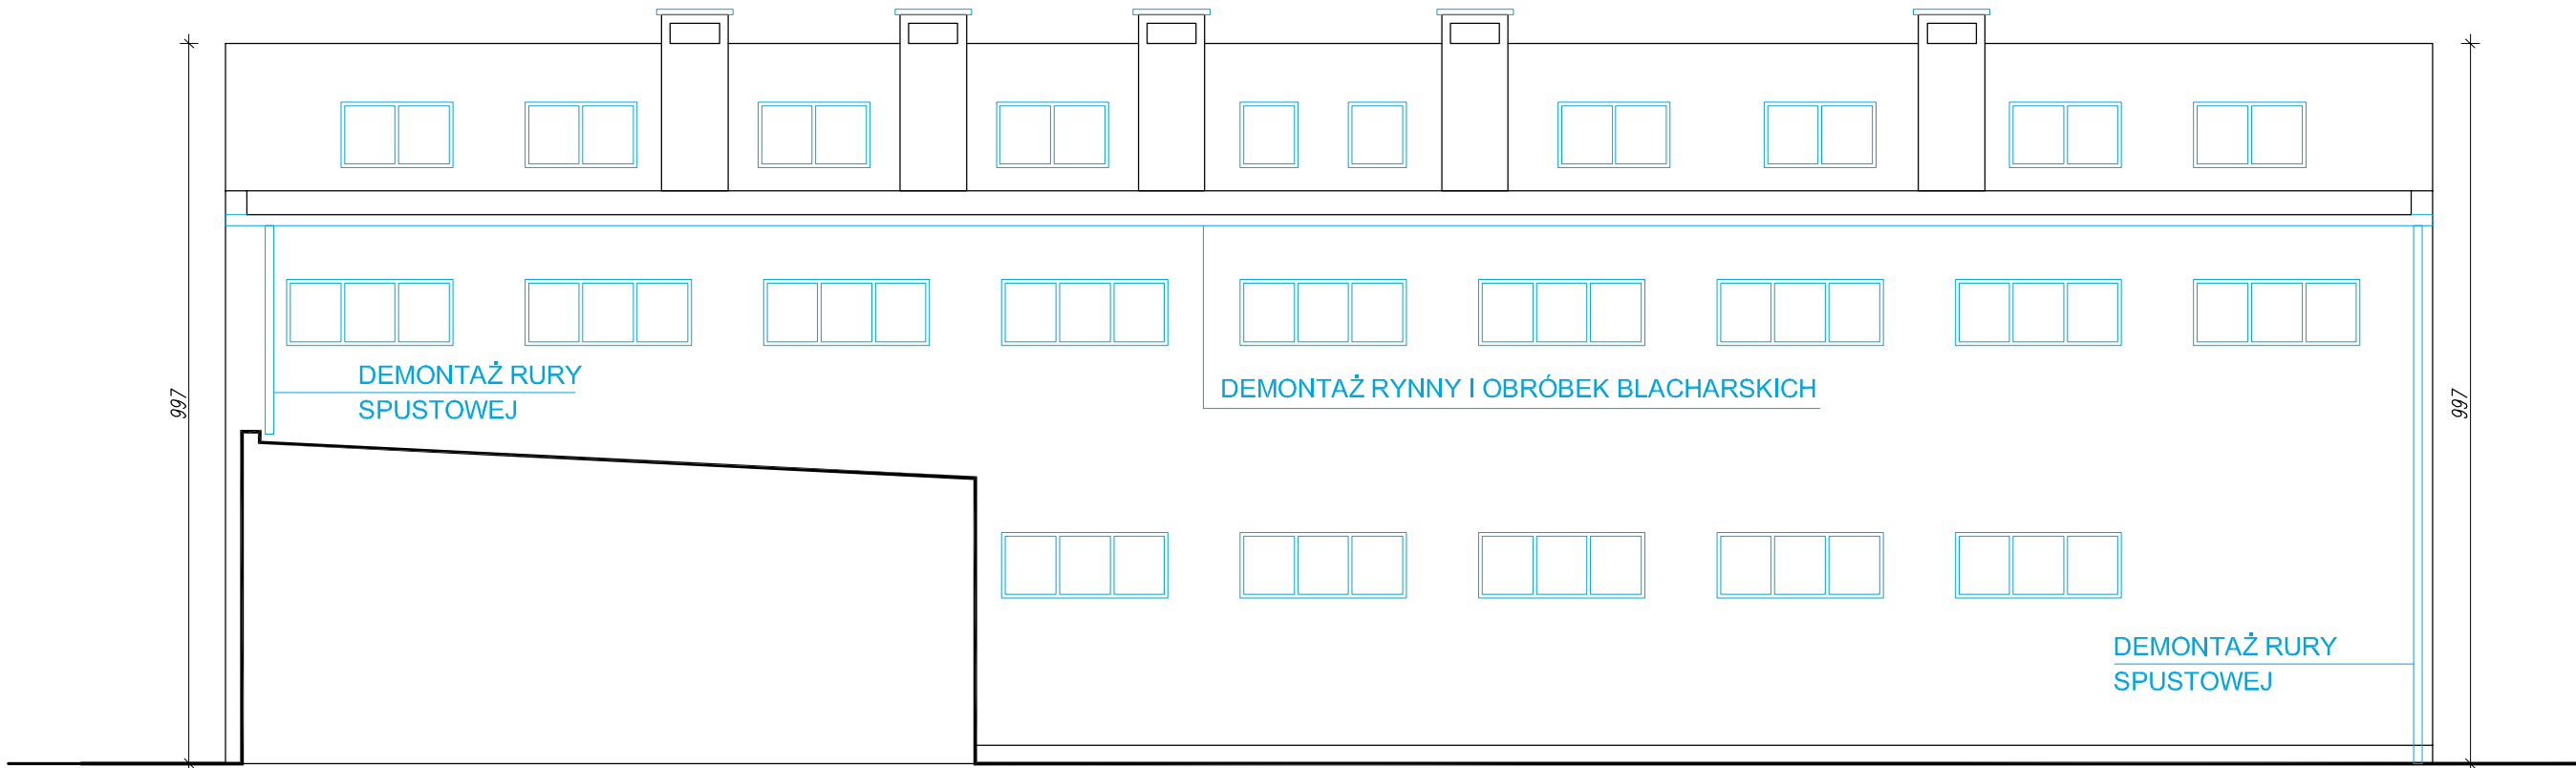 997
DEMONTAŻ RURY
SPUSTOWEJ
DEMONTAŻ RYNNY I OBRÓBEK BLACHARSKICH
997
DEMONTAŻ RURY
SPUSTOWEJ